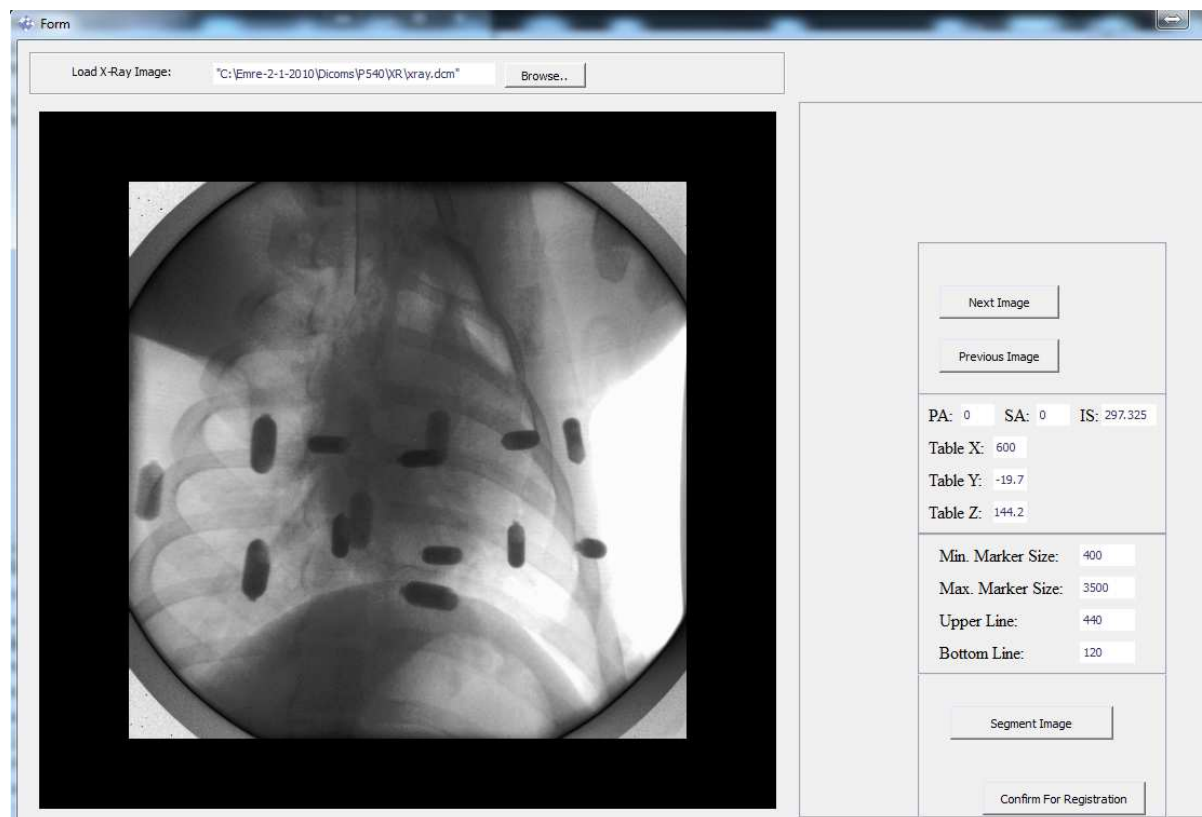 Form
Load X-Ray Image: "C:\Emre-2-1-2010\Dicoms\P540\XR\xray.dcm" Browse..
Next Image
Previous Image
PA: 0 SA: 0 IS: 297.325
Table X: 600
Table Y: -19.7
Table Z: 144.2
Min. Marker Size: 400
Max. Marker Size: 3500
Upper Line: 440
Bottom Line: 120
Segment Image
Confirm For Registration